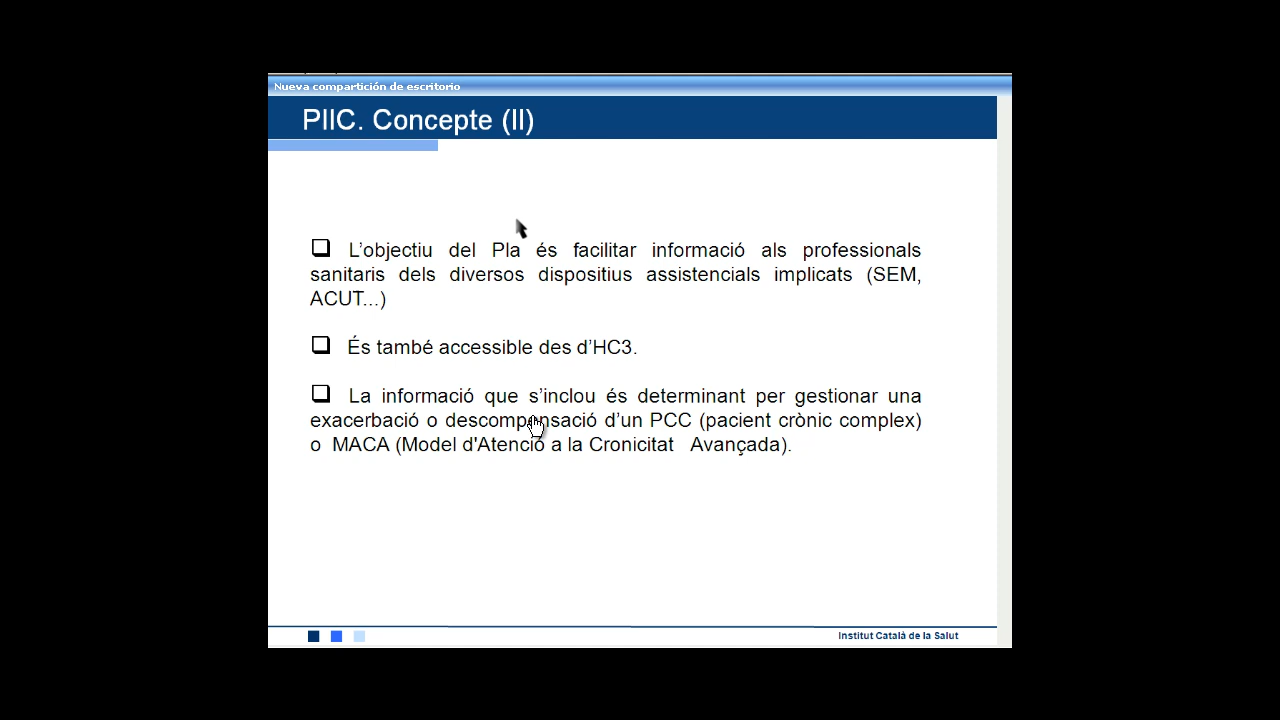 Nueva compartición de escritorio
PIIC. Concepte (II)
L’objectiu del Pla és facilitar informació als professionals
sanitaris dels diversos dispositius assistencials implicats (SEM,
ACUT...)
És també accessible des d’HC3.
La informació que s’inclou és determinant per gestionar una
exacerbació o descompensació d’un PCC (pacient crònic complex)
o MACA (Model d'Atenció a la Cronicitat Avançada).
Institut Català de la Salut